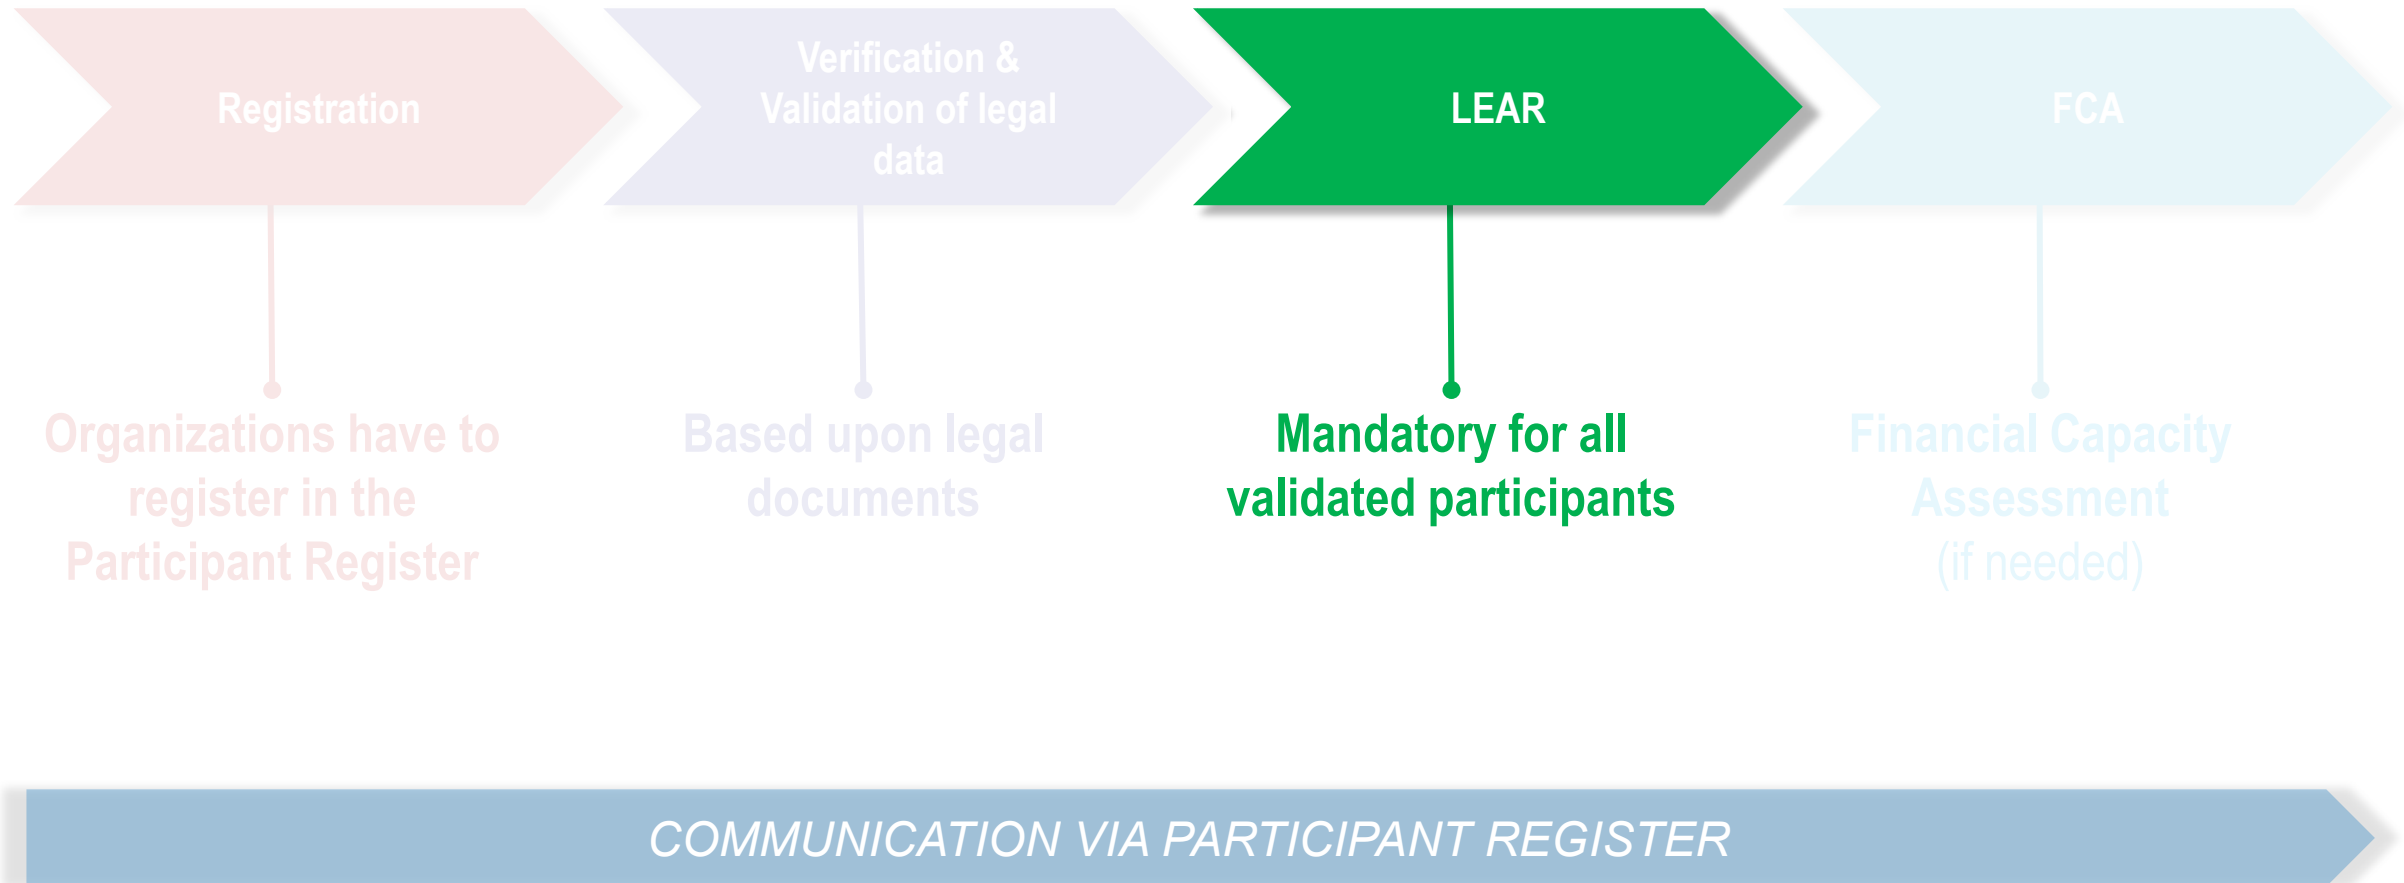 Registration
Verification &
Validation of legal
data
LEAR
FCA
Organizations have to
register in the
Participant Register
Based upon legal
documents
Mandatory for all
validated participants
Financial Capacity
Assessment
(if needed)
COMMUNICATION VIA PARTICIPANT REGISTER